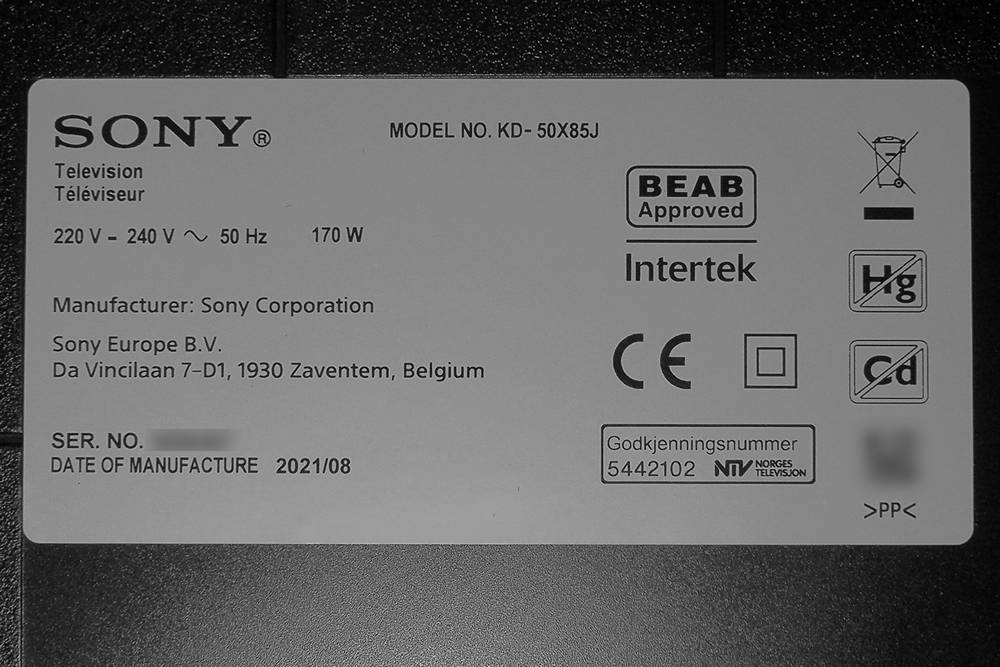 SONY®
MODEL NO. KD- 50X85J
Television
Téléviseur
220 V – 240 V ~ 50 Hz 170 W
BEAB
Approved
Intertek
Manufacturer: Sony Corporation
Sony Europe B.V.
Da Vincilaan 7–D1, 1930 Zaventem, Belgium
CE
Hg
Cd
SER. NO.
DATE OF MANUFACTURE 2021/08
Godkjenningsnummer
5442102 NTV NORGES
TELEVISJON
>PP<